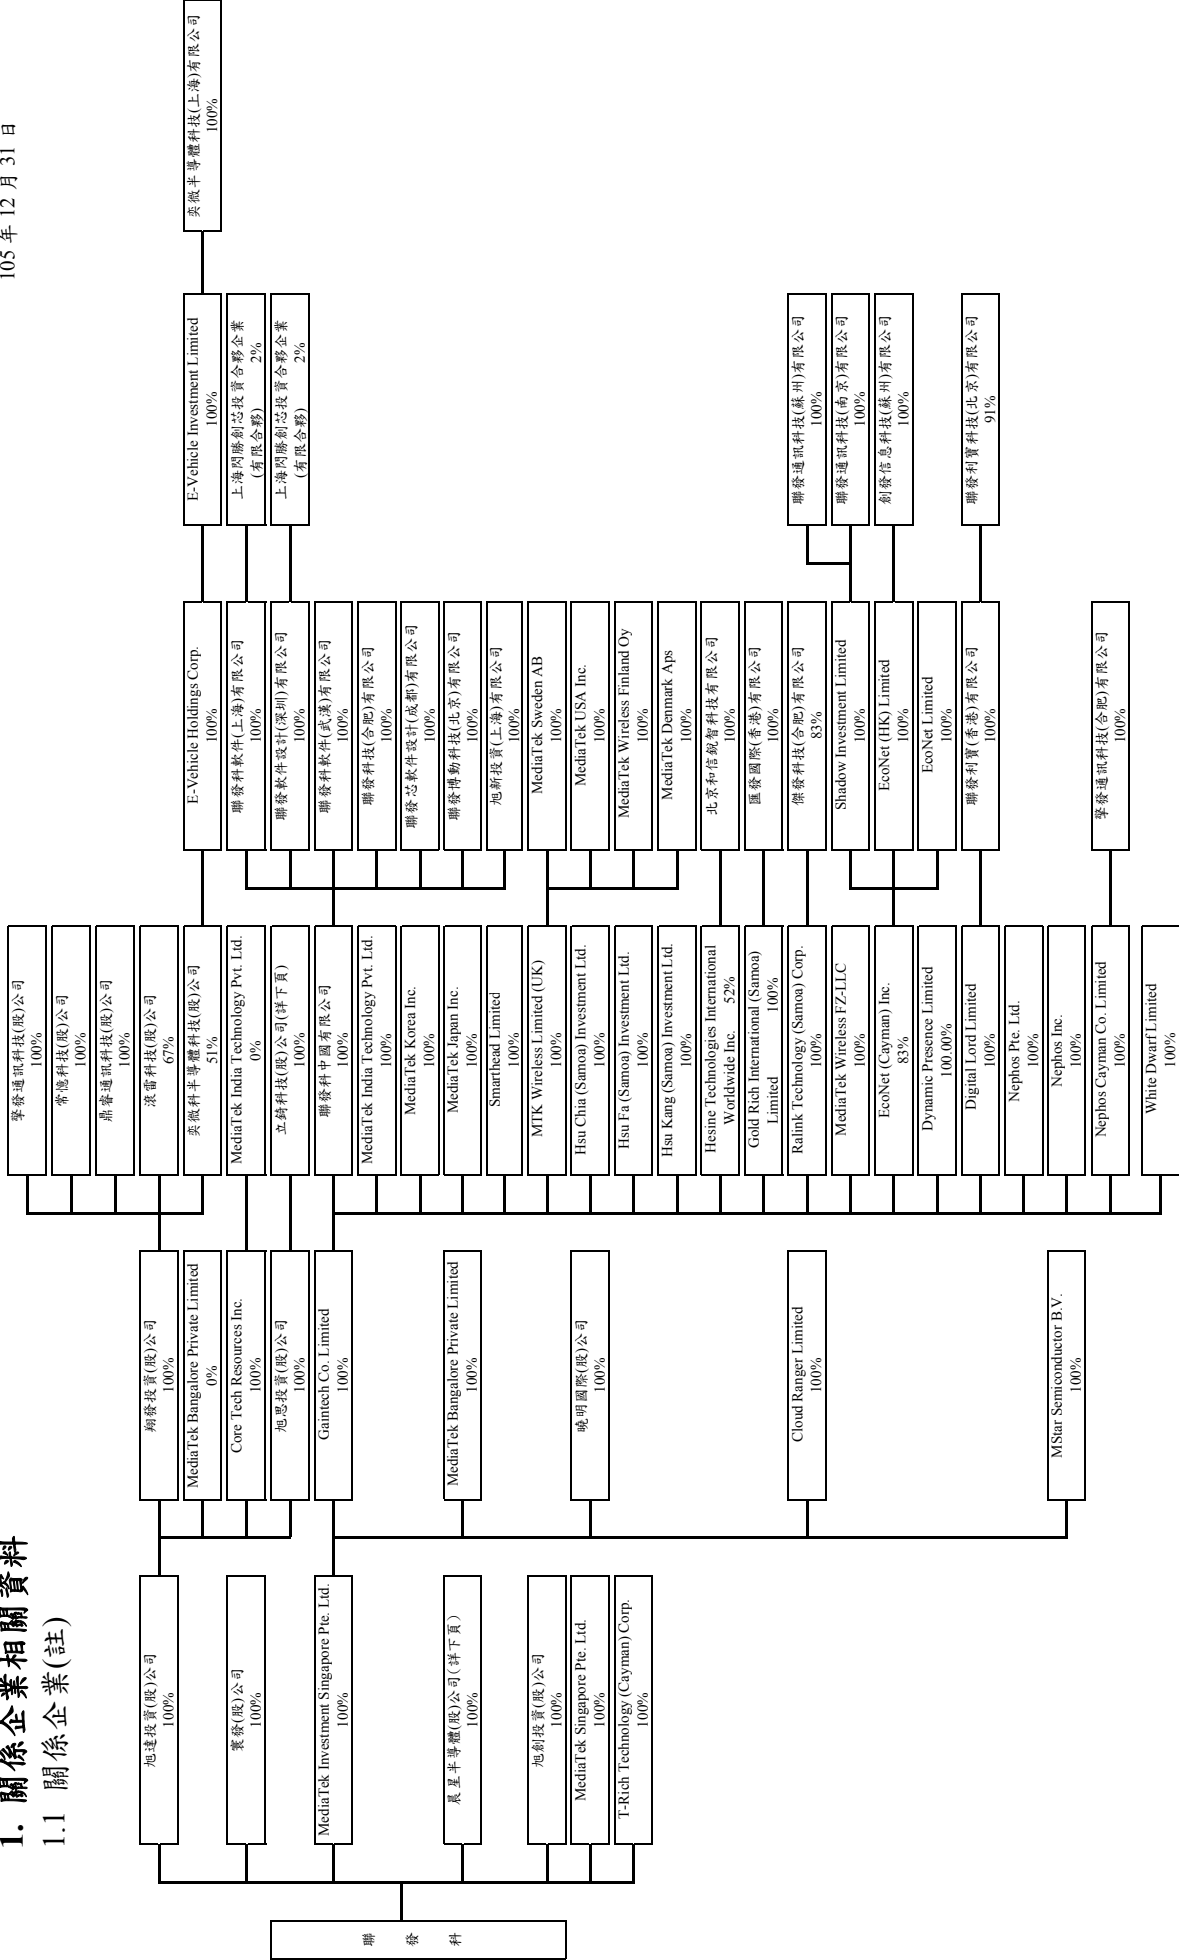 1. 關係企業相關資料
1.1 關係企業(註)
105 年 12 月 31 日
聯發科
旭達投資(股)公司
100%
寰發(股)公司
100%
MediaTek Investment Singapore Pte. Ltd.
100%
晨星半導體(股)公司(詳下頁)
100%
旭創投資(股)公司
100%
MediaTek Singapore Pte. Ltd.
100%
T-Rich Technology (Cayman) Corp.
100%
翔發投資(股)公司
100%
MediaTek Bangalore Private Limited
0%
Core Tech Resources Inc.
100%
旭思投資(股)公司
100%
Gaintech Co. Limited
100%
MediaTek Bangalore Private Limited
100%
曉明國際(股)公司
100%
Cloud Ranger Limited
100%
MStar Semiconductor B.V.
100%
擎發通訊科技(股)公司
100%
常憶科技(股)公司
100%
鼎睿通訊科技(股)公司
100%
滾雷科技(股)公司
67%
奕微科半導體科技(股)公司
51%
MediaTek India Technology Pvt. Ltd.
0%
立錡科技(股)公司(詳下頁)
100%
聯發科中國有限公司
100%
MediaTek India Technology Pvt. Ltd.
100%
MediaTek Korea Inc.
100%
MediaTek Japan Inc.
100%
Smarthead Limited
100%
MTK Wireless Limited (UK)
100%
Hsu Chia (Samoa) Investment Ltd.
100%
Hsu Fa (Samoa) Investment Ltd.
100%
Hsu Kang (Samoa) Investment Ltd.
100%
Hesine Technologies International
Worldwide Inc. 52%
Gold Rich International (Samoa)
Limited 100%
Ralink Technology (Samoa) Corp.
100%
MediaTek Wireless FZ-LLC
100%
EcoNet (Cayman) Inc.
83%
Dynamic Presence Limited
100.00%
Digital Lord Limited
100%
Nephos Pte. Ltd.
100%
Nephos Inc.
100%
Nephos Cayman Co. Limited
100%
White Dwarf Limited
100%
E-Vehicle Holdings Corp.
100%
聯發科軟件(上海)有限公司
100%
聯發軟件設計(深圳)有限公司
100%
聯發科軟件(武漢)有限公司
100%
聯發科技(合肥)有限公司
100%
聯發芯軟件設計(成都)有限公司
100%
聯發博動科技(北京)有限公司
100%
旭新投資(上海)有限公司
100%
MediaTek Sweden AB
100%
MediaTek USA Inc.
100%
MediaTek Wireless Finland Oy
100%
MediaTek Denmark Aps
100%
北京和信銳智科技有限公司
100%
匯發國際(香港)有限公司
100%
傑發科技(合肥)有限公司
83%
Shadow Investment Limited
100%
EcoNet (HK) Limited
100%
EcoNet Limited
100%
聯發利寶(香港)有限公司
100%
擎發通訊科技(合肥)有限公司
100%
E-Vehicle Investment Limited
100%
上海閃勝創芯投資合夥企業
(有限合夥) 2%
上海閃勝創芯投資合夥企業
(有限合夥) 2%
聯發通訊科技(蘇州)有限公司
100%
聯發通訊科技(南京)有限公司
100%
創發信息科技(蘇州)有限公司
100%
聯發利寶科技(北京)有限公司
91%
奕微半導體科技(上海)有限公司
100%